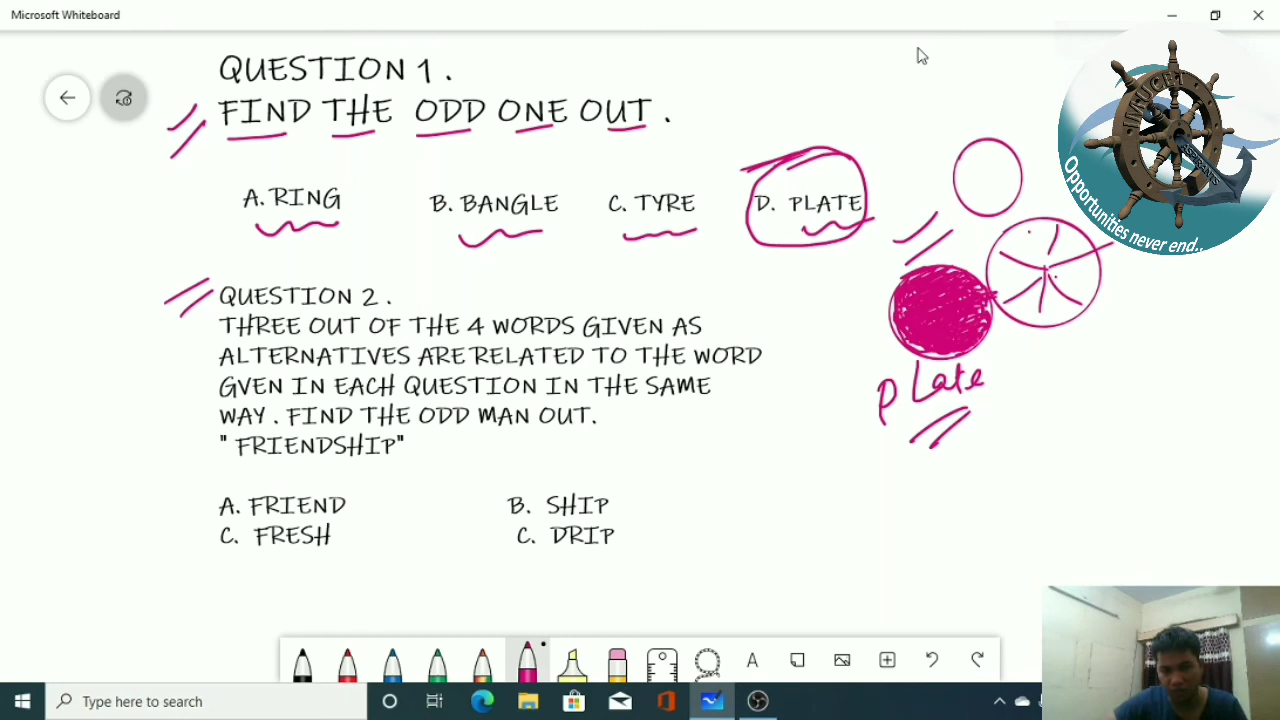 Microsoft Whiteboard
QUESTION 1 .
FIND THE ODD ONE OUT .
A. RING B. BANGLE C. TYRE D. PLATE
QUESTION 2 .
THREE OUT OF THE 4 WORDS GIVEN AS
ALTERNATIVES ARE RELATED TO THE WORD
GVEN IN EACH QUESTION IN THE SAME
WAY . FIND THE ODD MAN OUT.
" FRIENDSHIP"
A. FRIEND B. SHIP
C. FRESH C. DRIP
Plate
ASPIRANTS
Opportunities never end..
Type here to search